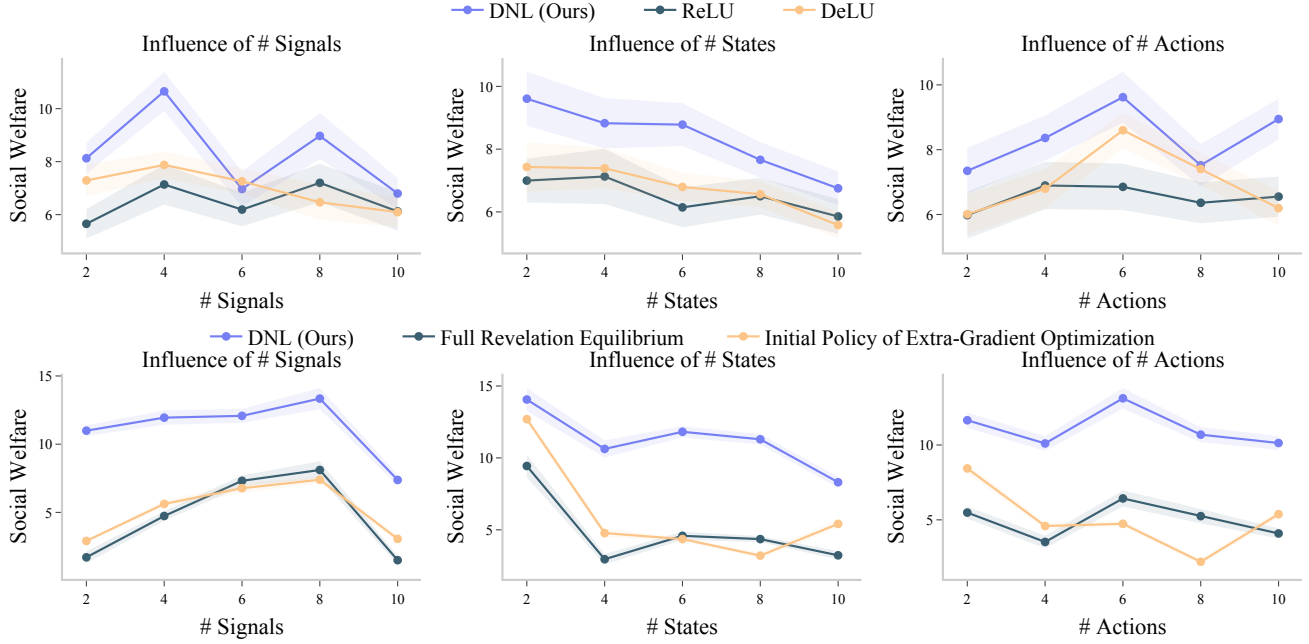 DNL (Ours) ReLU DeLU
Influence of # Signals
Social Welfare
10
8
6
2 4 6 8 10
# Signals
Influence of # States
Social Welfare
10
8
6
2 4 6 8 10
# States
Influence of # Actions
Social Welfare
10
8
6
2 4 6 8 10
# Actions
DNL (Ours) Full Revelation Equilibrium Initial Policy of Extra-Gradient Optimization
Influence of # Signals
Social Welfare
15
10
5
2 4 6 8 10
# Signals
Influence of # States
Social Welfare
15
10
5
2 4 6 8 10
# States
Influence of # Actions
Social Welfare
10
5
2 4 6 8 10
# Actions